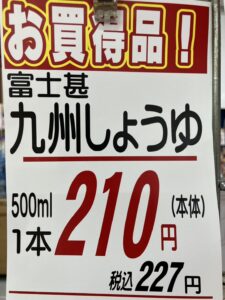 お買得品！
富士甚
九州しょうゆ
500ml
1本 210円 (本体)
税込 227円